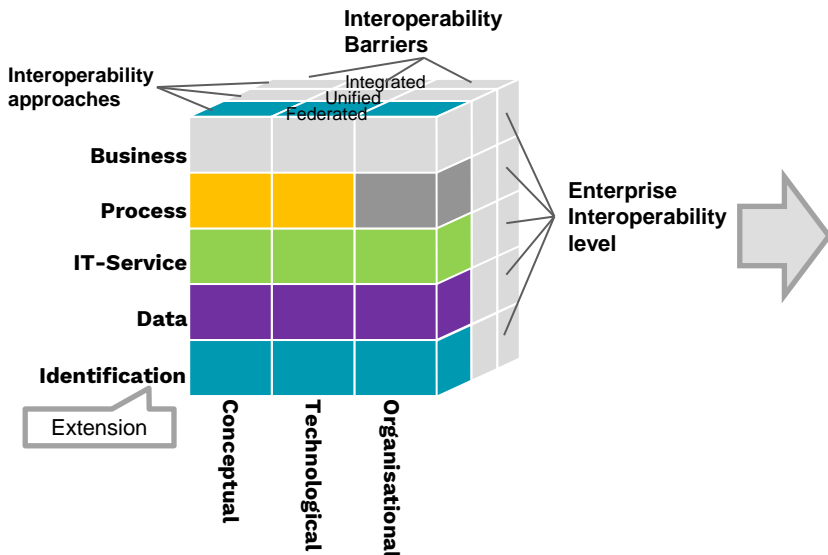 Interoperability
Barriers
Interoperability
approaches
Integrated
Unified
Federated
Business
Process
IT-Service
Data
Identification
Extension
Enterprise
Interoperability
level
Conceptual
Technological
Organisational